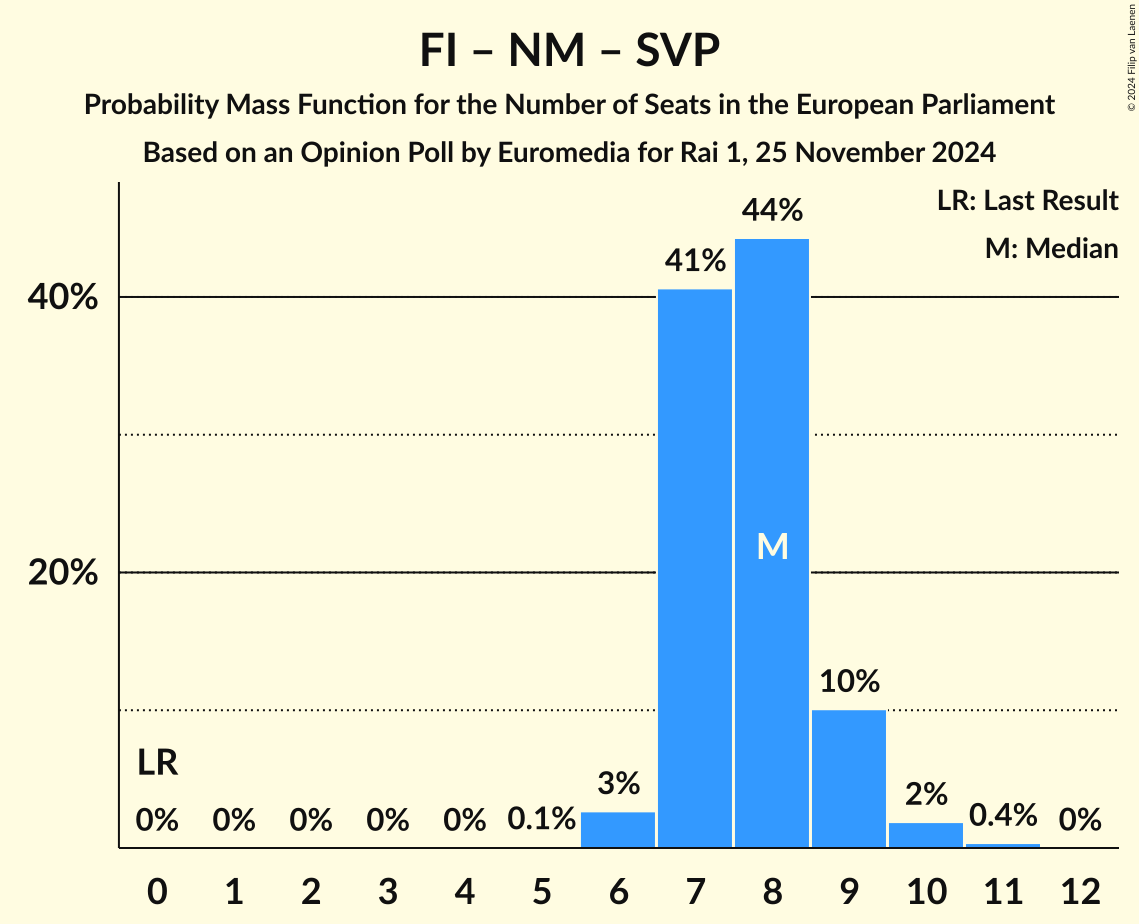 FI – NM – SVP
Probability Mass Function for the Number of Seats in the European Parliament
Based on an Opinion Poll by Euromedia for Rai 1, 25 November 2024
© 2024 Filip van Laenen
LR: Last Result
M: Median
44%
41%
40%
M
20%
10%
LR
3%
2%
0% 0% 0% 0% 0% 0.1% 0.4% 0%
0 1 2 3 4 5 6 7 8 9 10 11 12